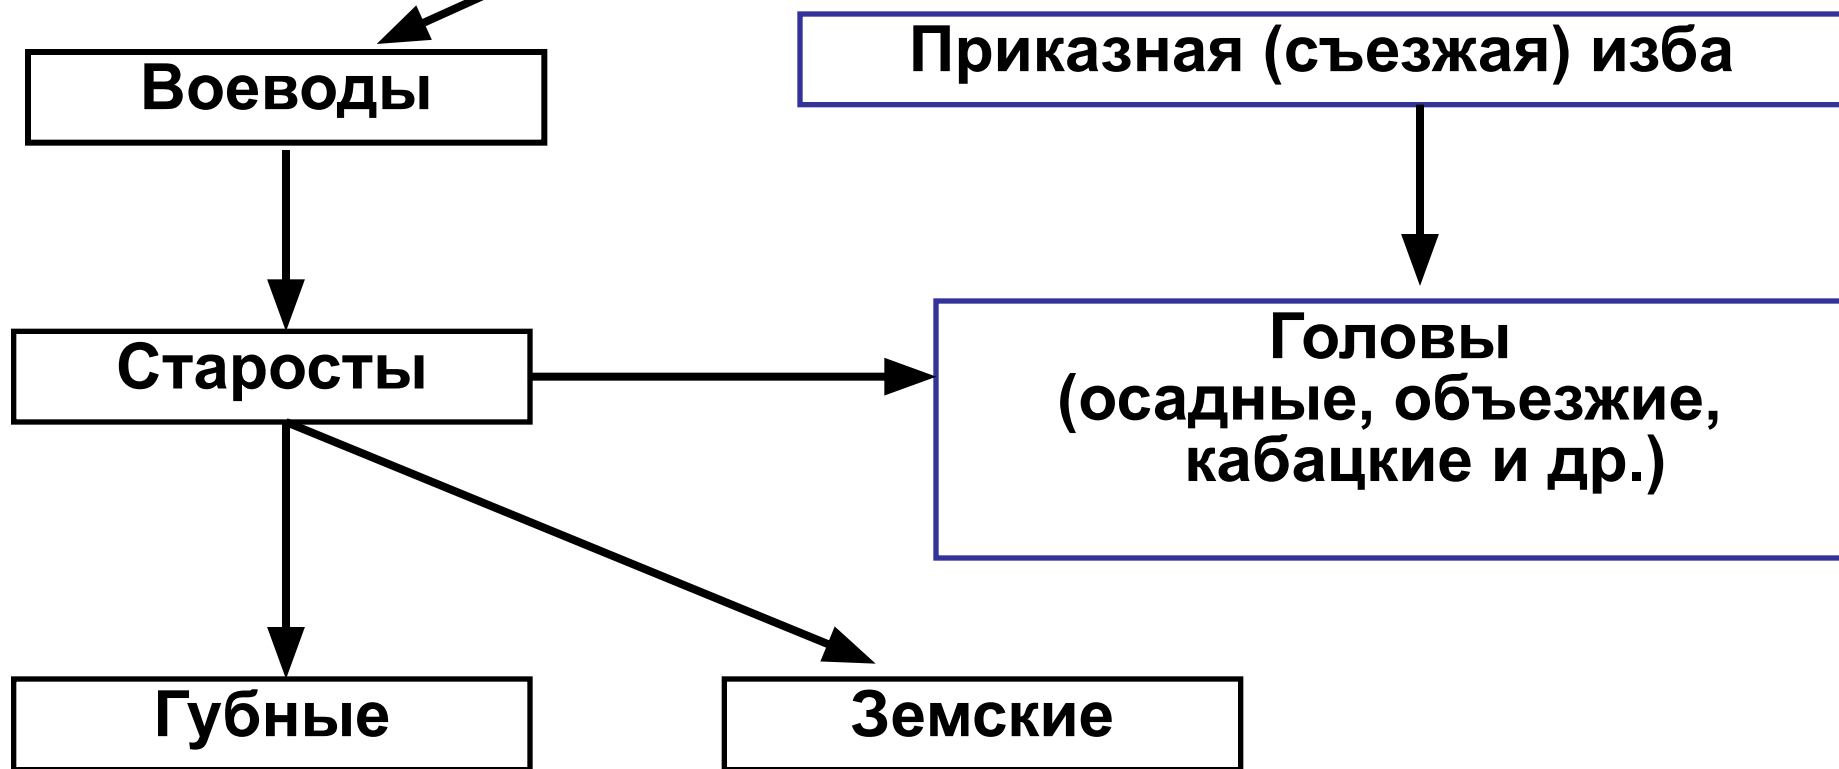 Приказная (съезжая) изба
Воеводы
Старосты
Головы
(осадные, объезжие,
кабацкие и др.)
Губные
Земские